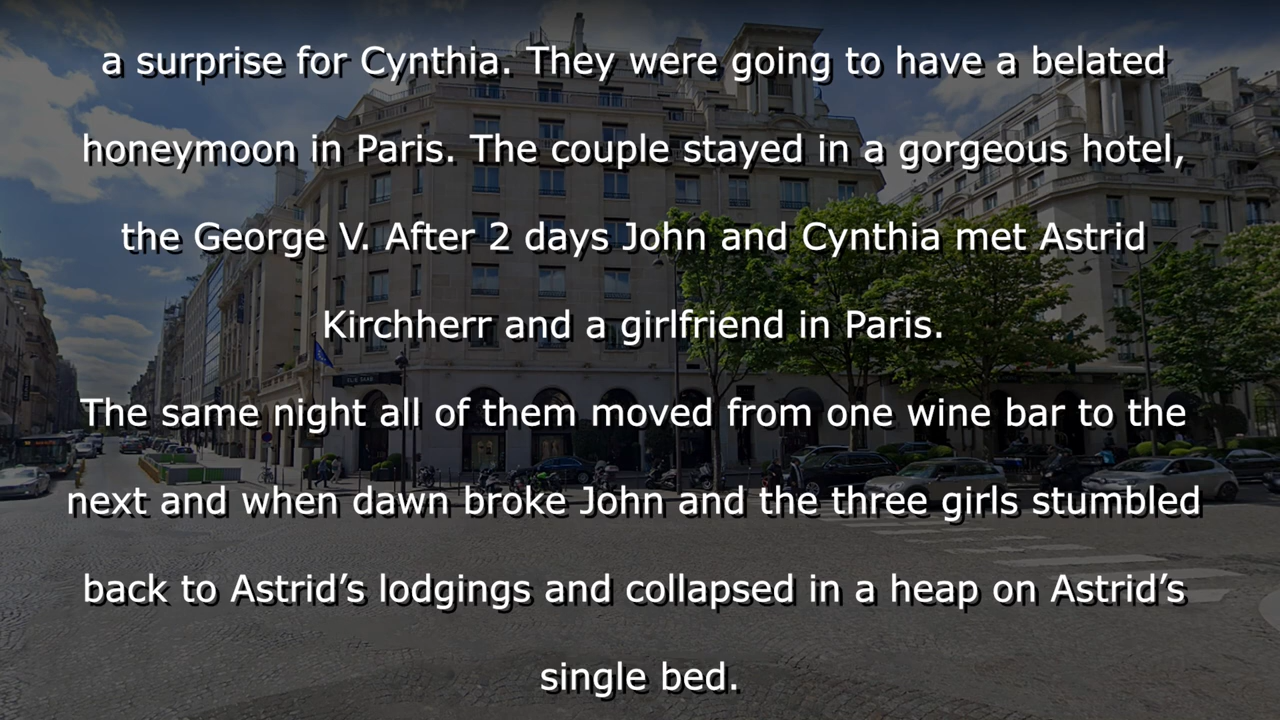 a surprise for Cynthia. They were going to have a belated
honeymoon in Paris. The couple stayed in a gorgeous hotel,
the George V. After 2 days John and Cynthia met Astrid
Kirchherr and a girlfriend in Paris.
The same night all of them moved from one wine bar to the
next and when dawn broke John and the three girls stumbled
back to Astrid’s lodgings and collapsed in a heap on Astrid’s
single bed.
ELIE SAAB